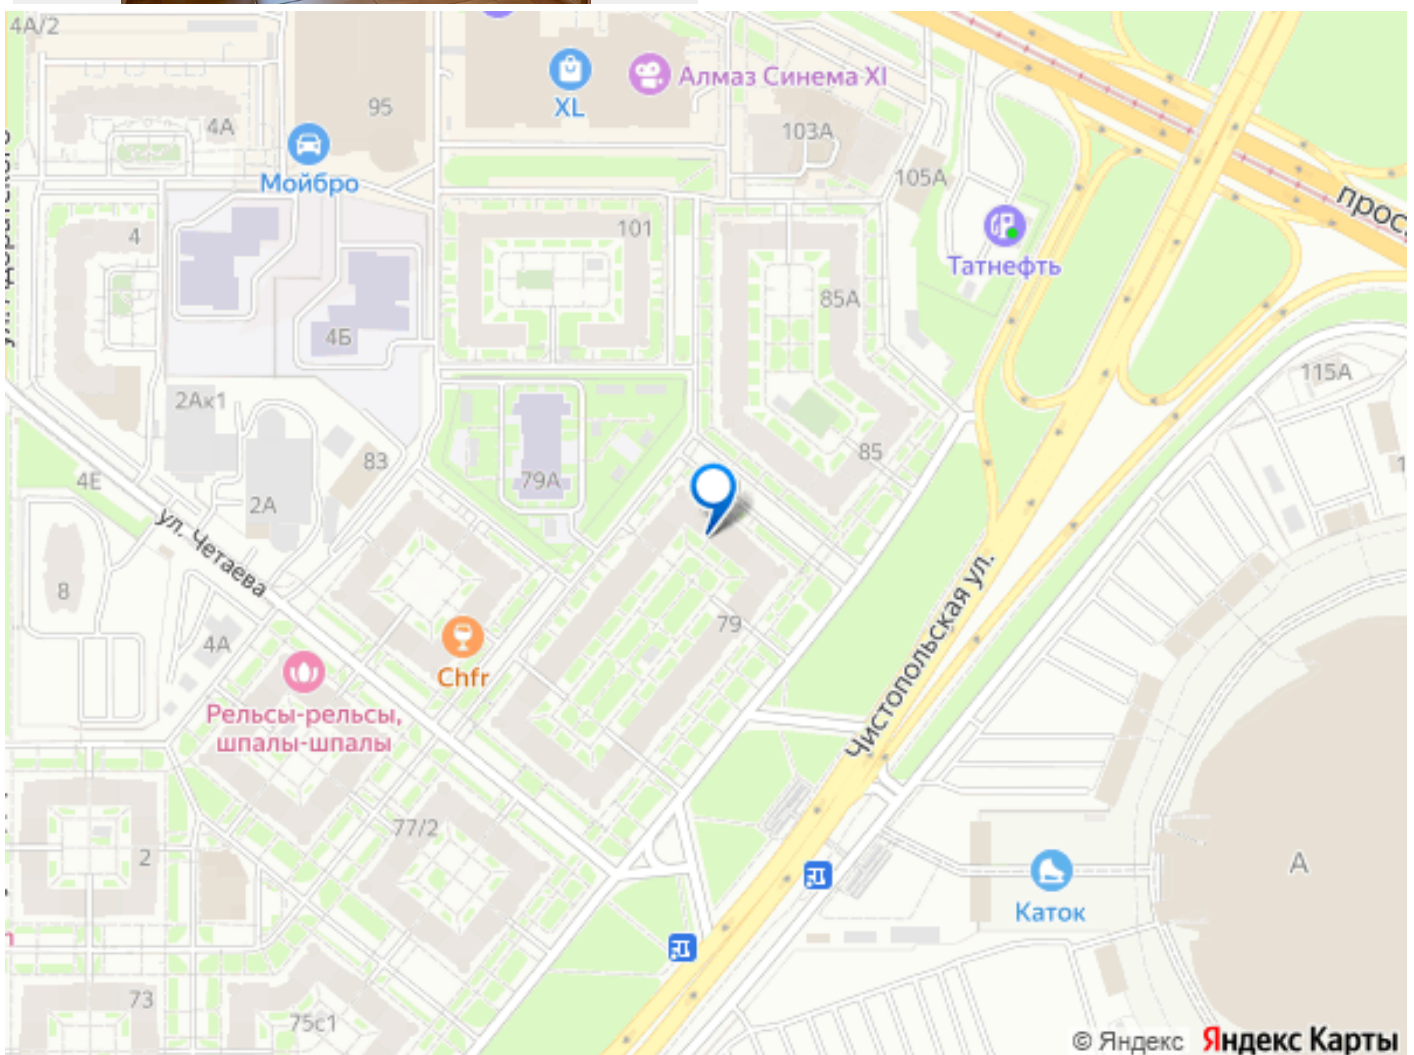 4А/2
XL
Алмаз Синема XI
95
4А
103А
Мойбро
105А
101
4
Татнефть
85А
4Б
115А
2Ак1
85
83
79А
4Е
2А
ул. Четаева
8
79
4А
Chfr
Чистопольская ул.
Рельсы-рельсы,
шпалы-шпалы
77/2
2
А
Каток
73
75с1
© Яндекс Яндекс Карты